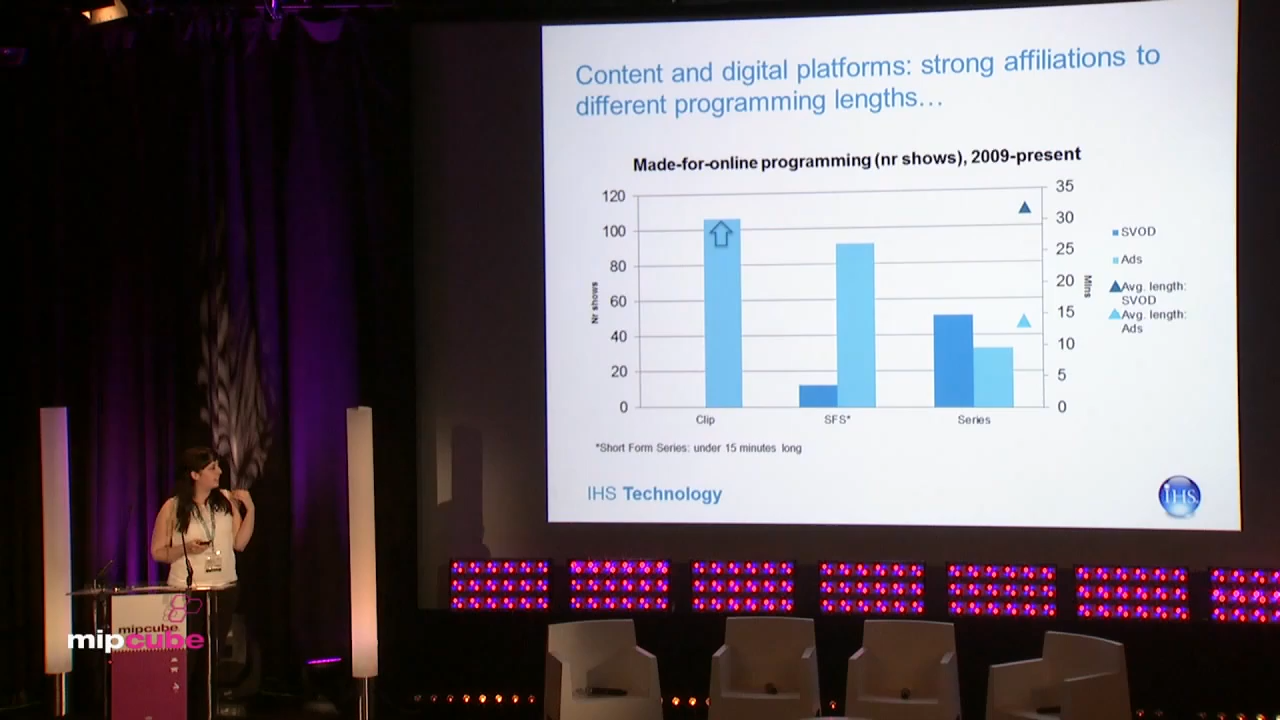 Content and digital platforms: strong affiliations to
different programming lengths…
Made-for-online programming (nr shows), 2009-present
120
100
80
60
40
20
0
Nr shows
35
30
25
20
15
10
5
0
Mins
Clip
SFS*
Series
SVOD
Ads
Avg. length:
SVOD
Avg. length:
Ads
*Short Form Series: under 15 minutes long
IHS Technology
IHS
mipcube
mipcube